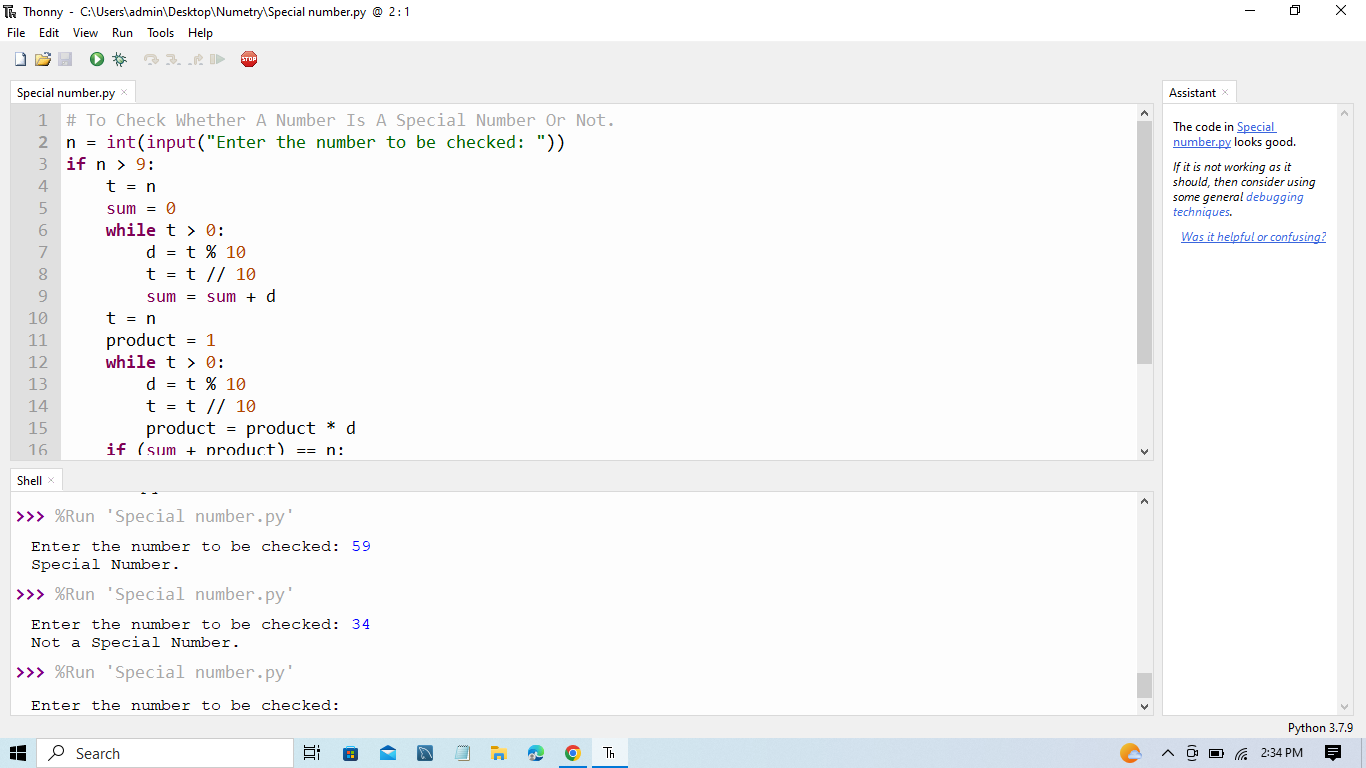 Thonny - C:\Users\admin\Desktop\Numetry\Special number.py @ 2 : 1
File Edit View Run Tools Help
STOP
Special number.py ×
1 # To Check Whether A Number Is A Special Number Or Not.
2 n = int(input("Enter the number to be checked: "))
3 if n > 9:
4     t = n
5     sum = 0
6     while t > 0:
7         d = t % 10
8         t = t // 10
9         sum = sum + d
10     t = n
11     product = 1
12     while t > 0:
13         d = t % 10
14         t = t // 10
15         product = product * d
16     if (sum + product) == n:
Shell ×
>>> %Run 'Special number.py'
Enter the number to be checked: 59
Special Number.
>>> %Run 'Special number.py'
Enter the number to be checked: 34
Not a Special Number.
>>> %Run 'Special number.py'
Enter the number to be checked:
Assistant ×
The code in Special
number.py looks good.
If it is not working as it
should, then consider using
some general debugging
techniques.
Was it helpful or confusing?
Python 3.7.9
Search
Th
2:34 PM